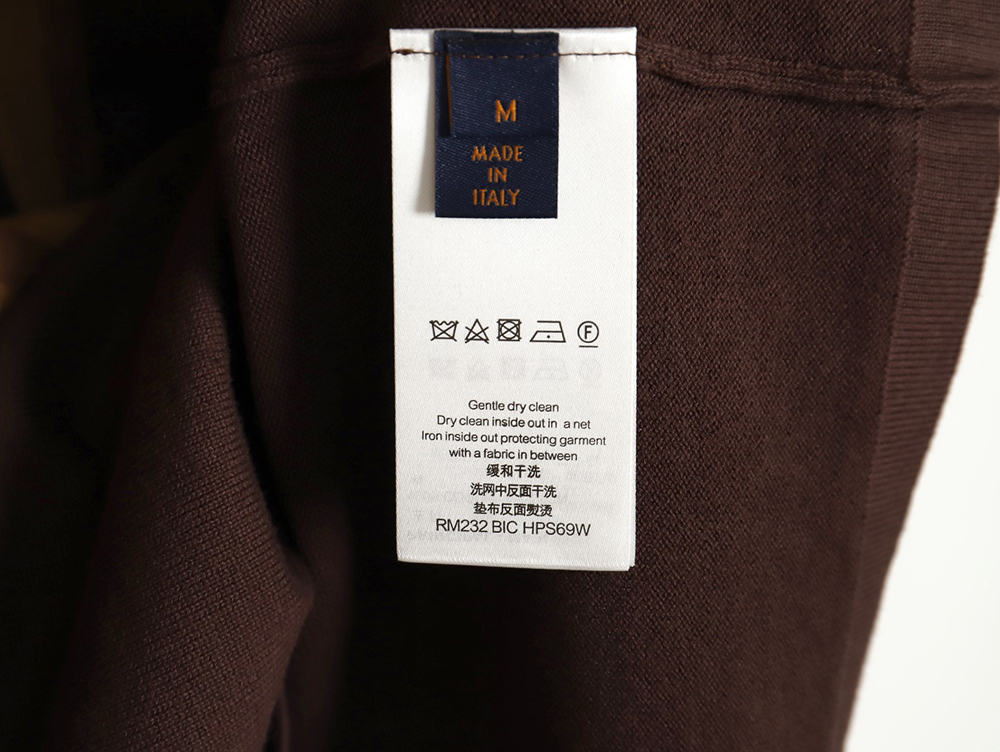 M
MADE
IN
ITALY
F
Gentle dry clean
Dry clean inside out in a net
Iron inside out protecting garment
with a fabric in between
缓和干洗
洗网中反面干洗
垫布反面熨烫
RM232 BIC HPS69W